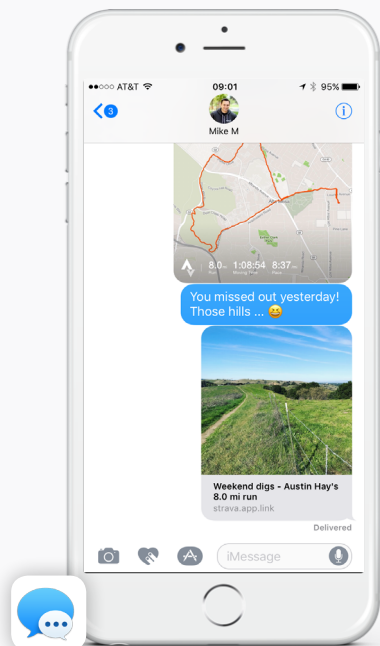 AT&T 09:01 95%
3
Mike M
8.0 1:08:54 8:37
You missed out yesterday!
Those hills ... 😆
Weekend digs - Austin Hay's
8.0 mi run
strava.app.link
Delivered
iMessage